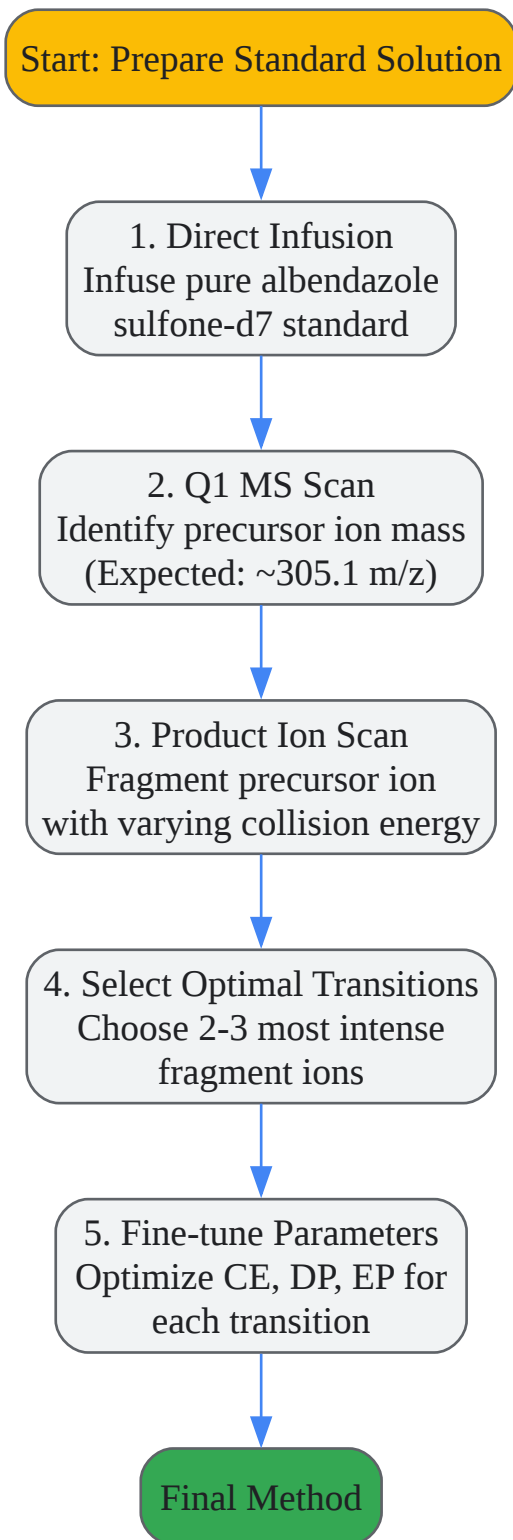 Start: Prepare Standard Solution
1. Direct Infusion
Infuse pure albendazole
sulfone-d7 standard
2. Q1 MS Scan
Identify precursor ion mass
(Expected: ~305.1 m/z)
3. Product Ion Scan
Fragment precursor ion
with varying collision energy
4. Select Optimal Transitions
Choose 2-3 most intense
fragment ions
5. Fine-tune Parameters
Optimize CE, DP, EP for
each transition
Final Method